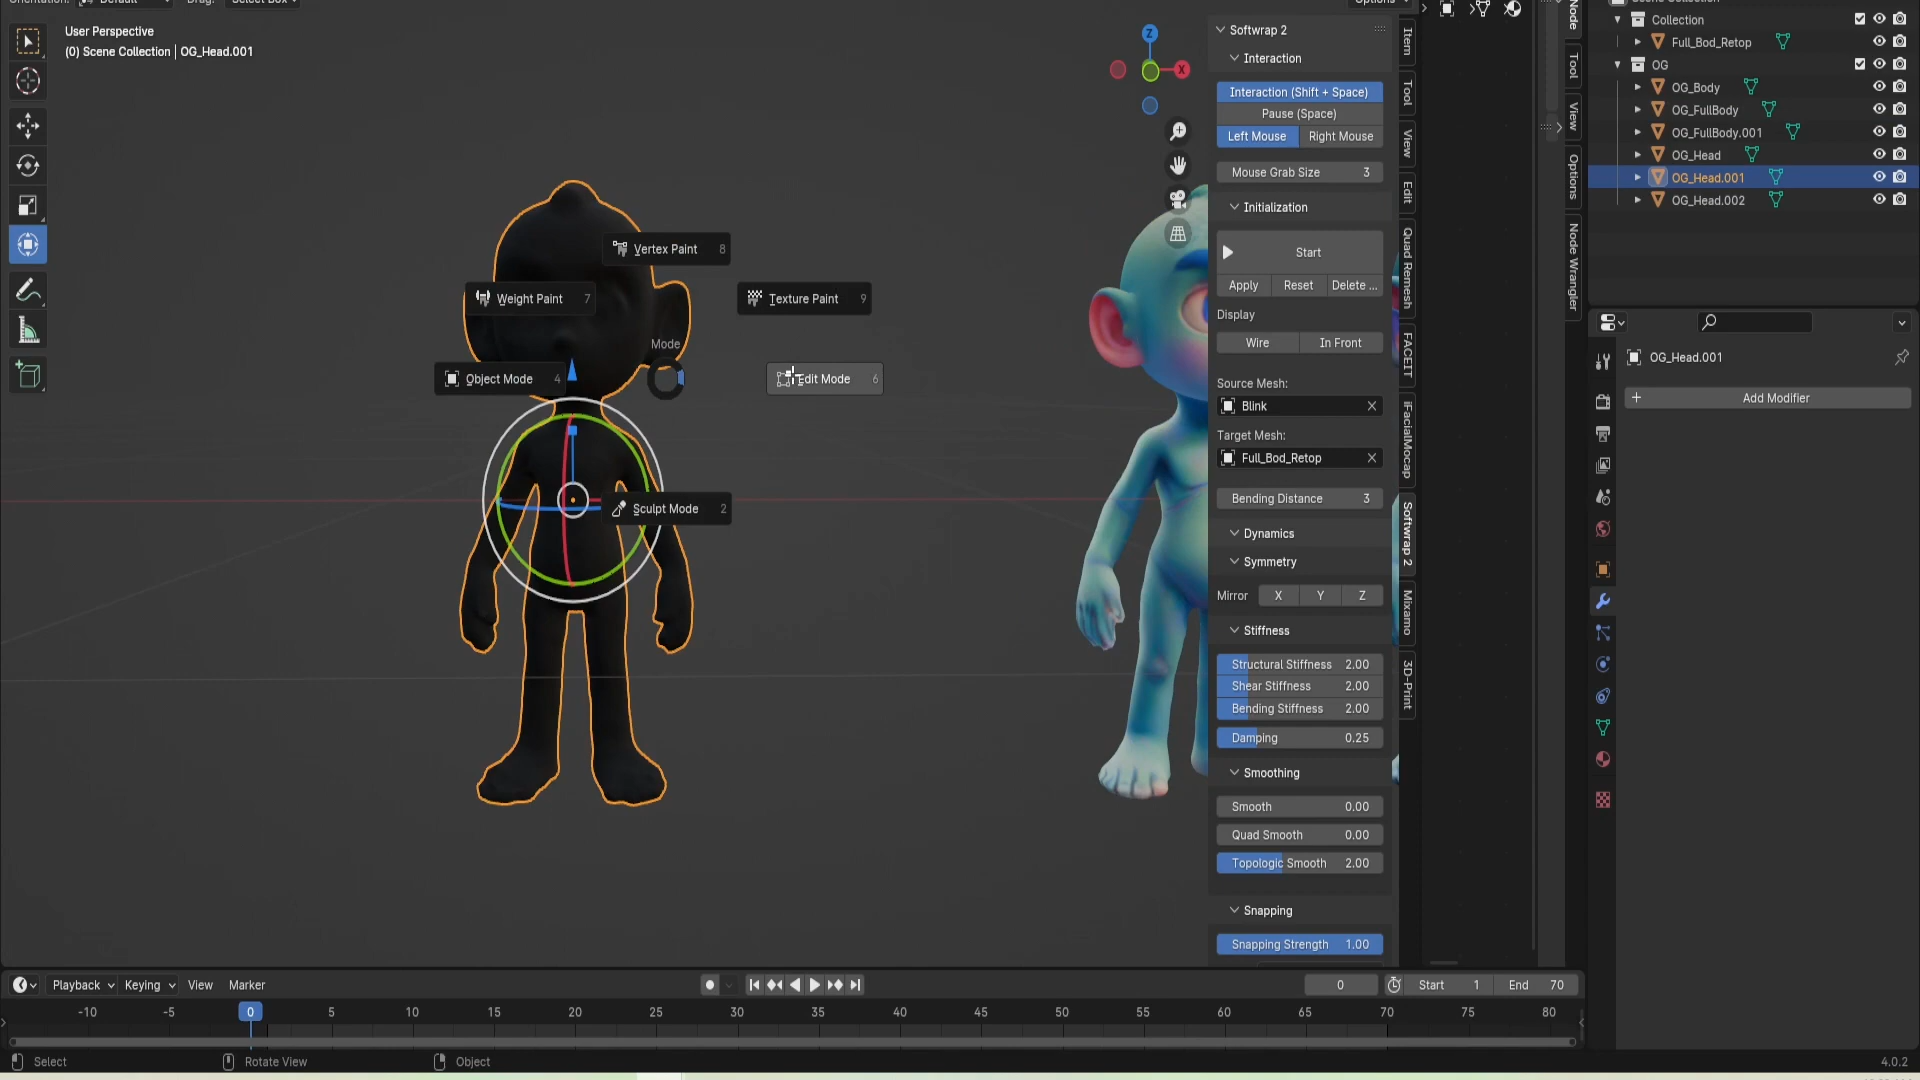 Default
Drag:
Select Box
Options
User Perspective
(0) Scene Collection | OG_Head.001
Z
X
Vertex Paint 8
Weight Paint 7
Texture Paint 9
Mode
Object Mode 4
Edit Mode 6
Sculpt Mode 2
Softwrap 2
Interaction
Interaction (Shift + Space)
Pause (Space)
Left Mouse
Right Mouse
Mouse Grab Size 3
Initialization
Start
Apply
Reset
Delete ...
Display
Wire
In Front
Source Mesh:
Blink
Target Mesh:
Full_Bod_Retop
Bending Distance 3
Dynamics
Symmetry
Mirror X Y Z
Stiffness
Structural Stiffness 2.00
Shear Stiffness 2.00
Bending Stiffness 2.00
Damping 0.25
Smoothing
Smooth 0.00
Quad Smooth 0.00
Topologic Smooth 2.00
Snapping
Snapping Strength 1.00
Item
Tool
View
Edit
Quad Remesh
FACEIT
iFacialMocap
Softwrap 2
Mixamo
3D-Print
Node
Tool
View
Options
Node Wrangler
Scene Collection
Collection
Full_Bod_Retop
OG
OG_Body
OG_FullBody
OG_FullBody.001
OG_Head
OG_Head.001
OG_Head.002
OG_Head.001
+ Add Modifier
Playback
Keying
View
Marker
0
Start 1
End 70
-10 -5 0 5 10 15 20 25 30 35 40 45 50 55 60 65 70 75 80
Select
Rotate View
Object
4.0.2